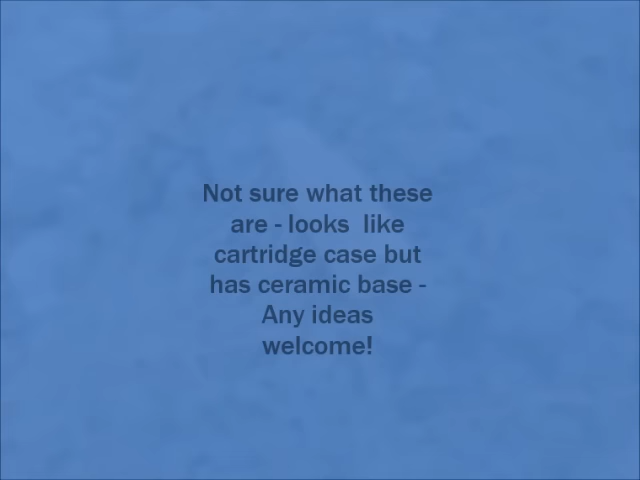 Not sure what these
are - looks  like
cartridge case but
has ceramic base -
Any ideas
welcome!